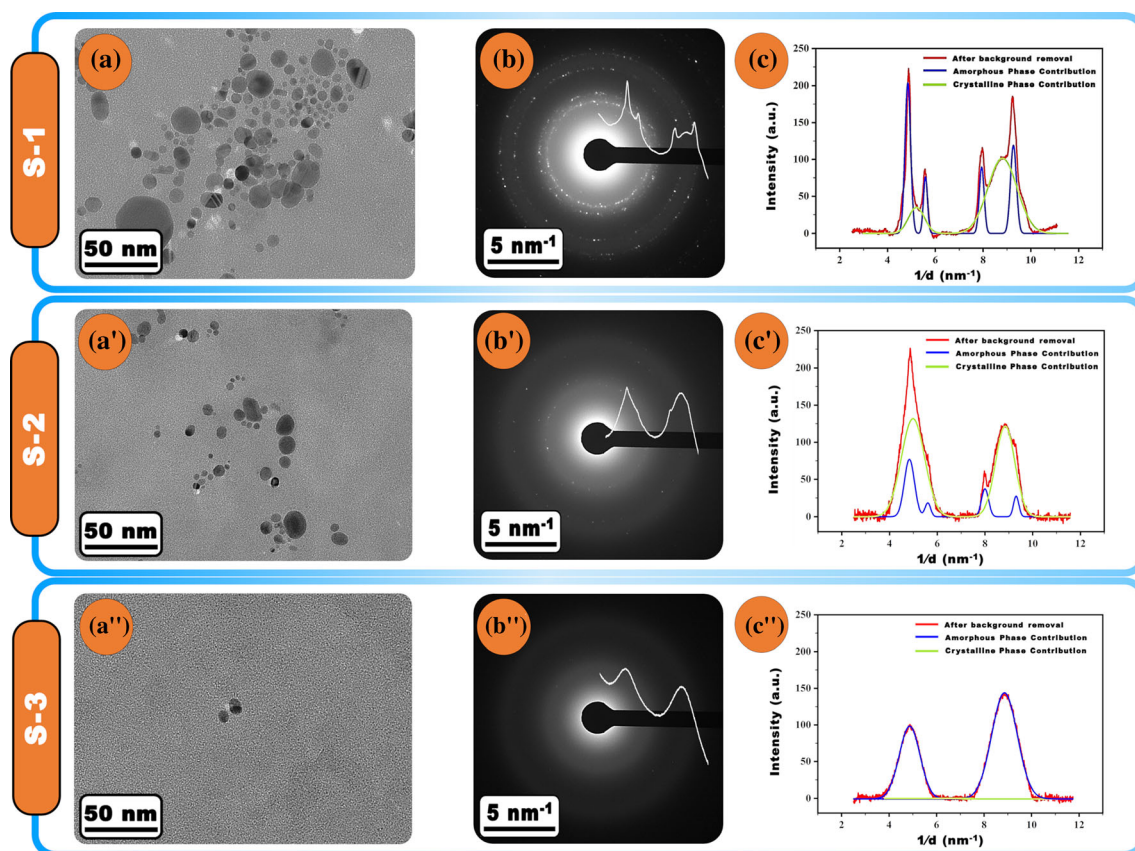 S-1
(a)
50 nm
(b)
5 nm⁻¹
(c)
250
200
150
100
50
0
Intensity (a.u.)
After background removal
Amorphous Phase Contribution
Crystalline Phase Contribution
2 4 6 8 10 12
1/d (nm⁻¹)
S-2
(a')
50 nm
(b')
5 nm⁻¹
(c')
250
200
150
100
50
0
Intensity (a.u.)
After background removal
Amorphous Phase Contribution
Crystalline Phase Contribution
2 4 6 8 10 12
1/d (nm⁻¹)
S-3
(a'')
50 nm
(b'')
5 nm⁻¹
(c'')
250
200
150
100
50
0
Intensity (a.u.)
After background removal
Amorphous Phase Contribution
Crystalline Phase Contribution
2 4 6 8 10 12
1/d (nm⁻¹)